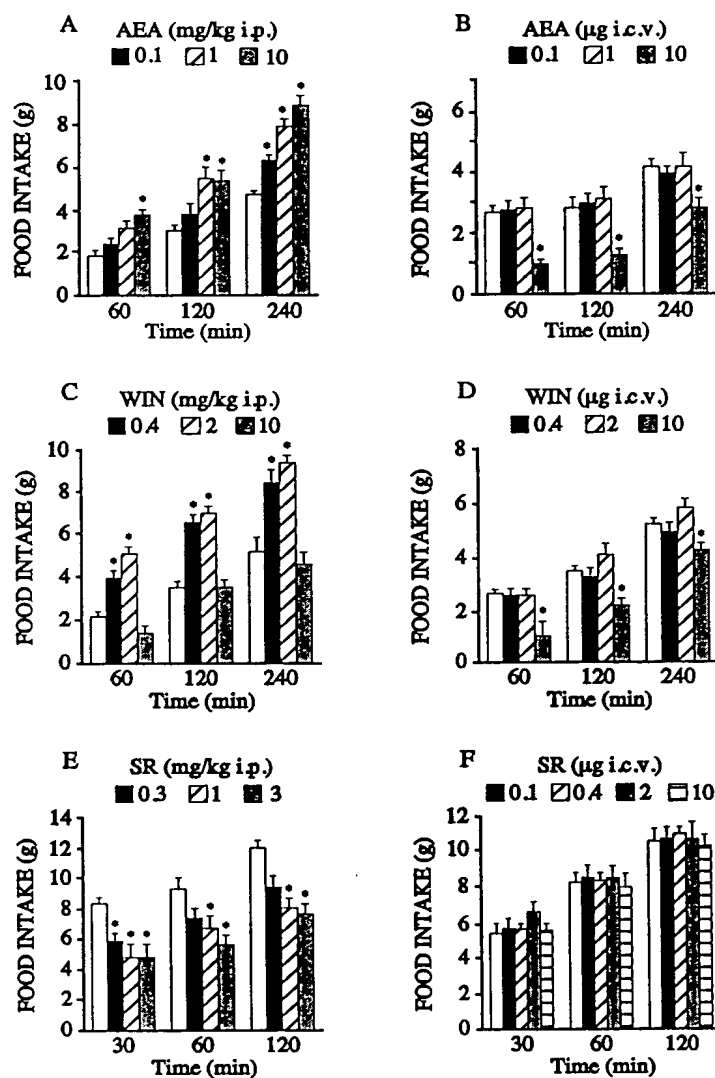 A
AEA (mg/kg i.p.)
0.1 1 10
FOOD INTAKE (g)
10
8
6
4
2
0
* * * * * *
60 120 240
Time (min)
B
AEA (μg i.c.v.)
0.1 1 10
FOOD INTAKE (g)
6
4
2
0
* * *
60 120 240
Time (min)
C
WIN (mg/kg i.p.)
0.4 2 10
FOOD INTAKE (g)
10
8
6
4
2
0
* * * * * *
60 120 240
Time (min)
D
WIN (μg i.c.v.)
0.4 2 10
FOOD INTAKE (g)
8
6
4
2
0
* * *
60 120 240
Time (min)
E
SR (mg/kg i.p.)
0.3 1 3
FOOD INTAKE (g)
14
12
10
8
6
4
2
0
* * * * * * *
30 60 120
Time (min)
F
SR (μg i.c.v.)
0.1 0.4 2 10
FOOD INTAKE (g)
12
10
8
6
4
2
0
30 60 120
Time (min)